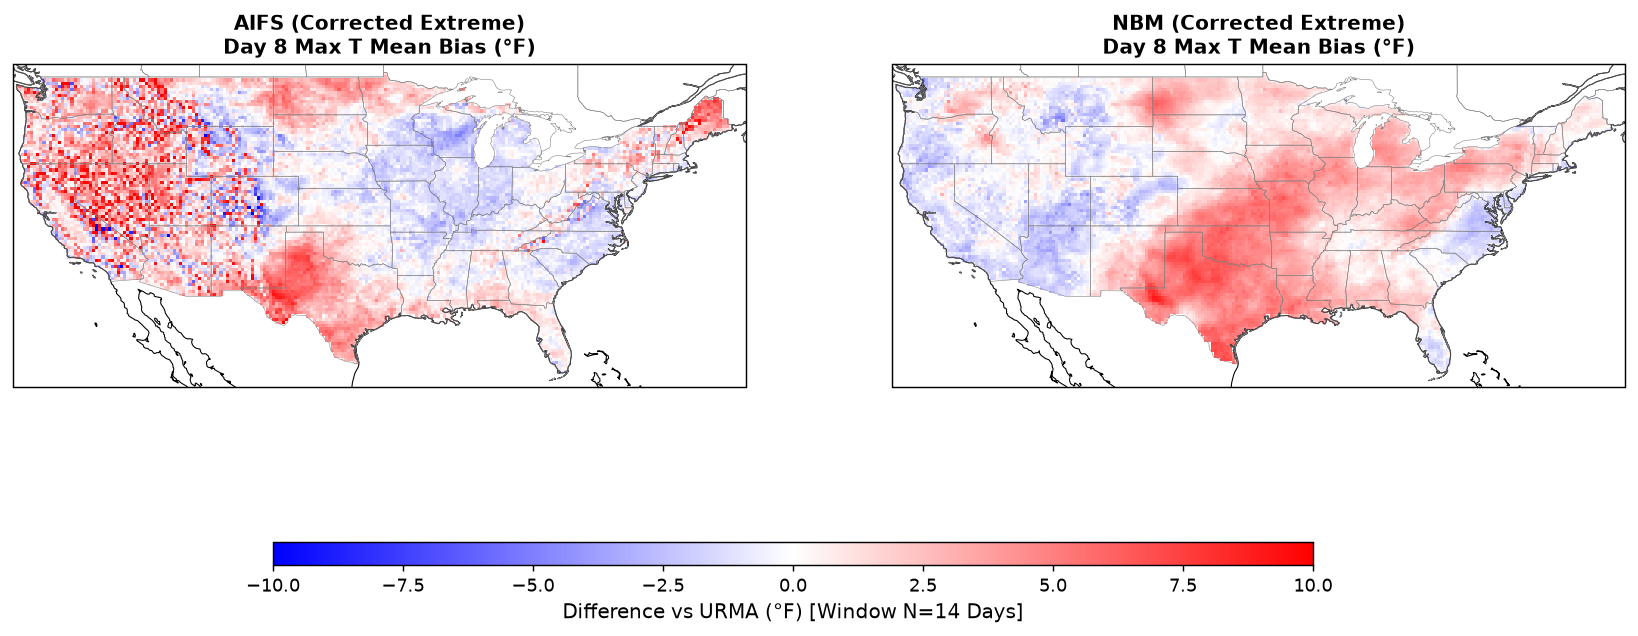 AIFS (Corrected Extreme)
Day 8 Max T Mean Bias (°F)
NBM (Corrected Extreme)
Day 8 Max T Mean Bias (°F)
−10.0 −7.5 −5.0 −2.5 0.0 2.5 5.0 7.5 10.0
Difference vs URMA (°F) [Window N=14 Days]